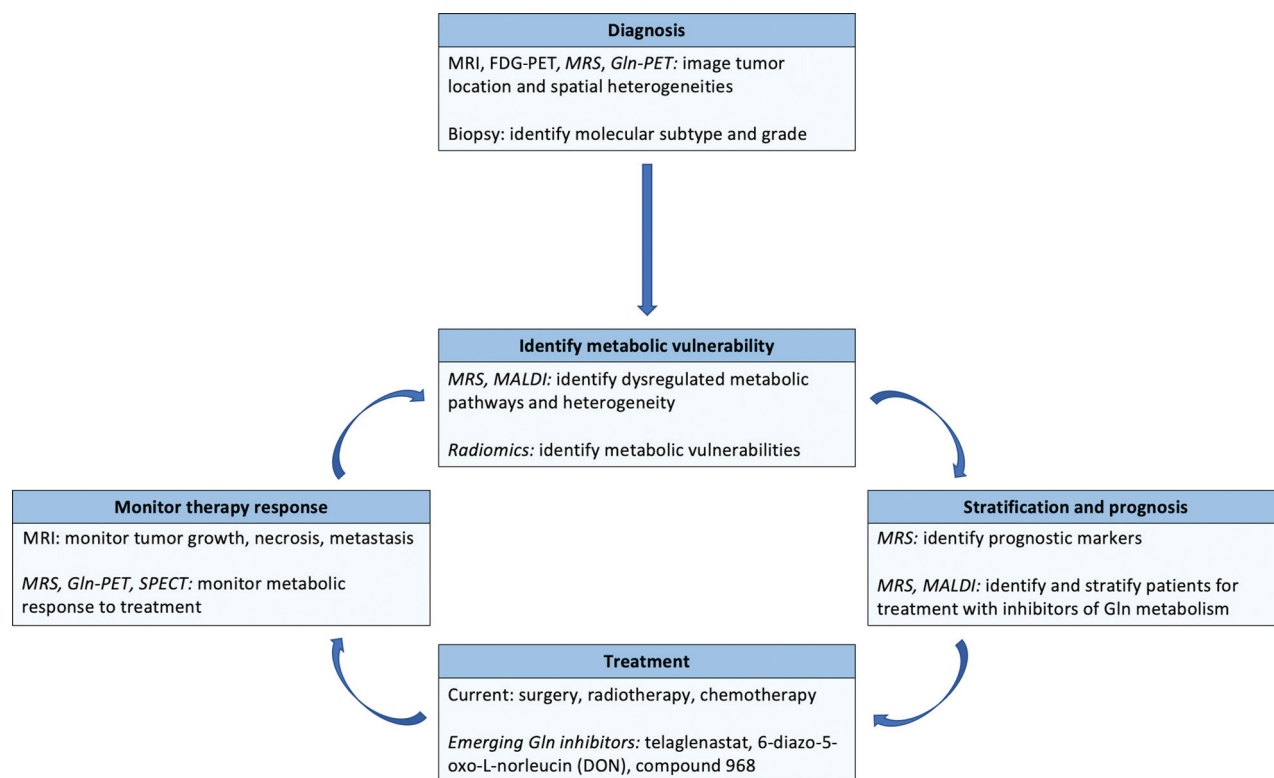 Diagnosis
MRI, FDG-PET, MRS, Gln-PET: image tumor
location and spatial heterogeneities
Biopsy: identify molecular subtype and grade
Identify metabolic vulnerability
MRS, MALDI: identify dysregulated metabolic
pathways and heterogeneity
Radiomics: identify metabolic vulnerabilities
Stratification and prognosis
MRS: identify prognostic markers
MRS, MALDI: identify and stratify patients for
treatment with inhibitors of Gln metabolism
Treatment
Current: surgery, radiotherapy, chemotherapy
Emerging Gln inhibitors: telaglenastat, 6-diazo-5-
oxo-L-norleucin (DON), compound 968
Monitor therapy response
MRI: monitor tumor growth, necrosis, metastasis
MRS, Gln-PET, SPECT: monitor metabolic
response to treatment